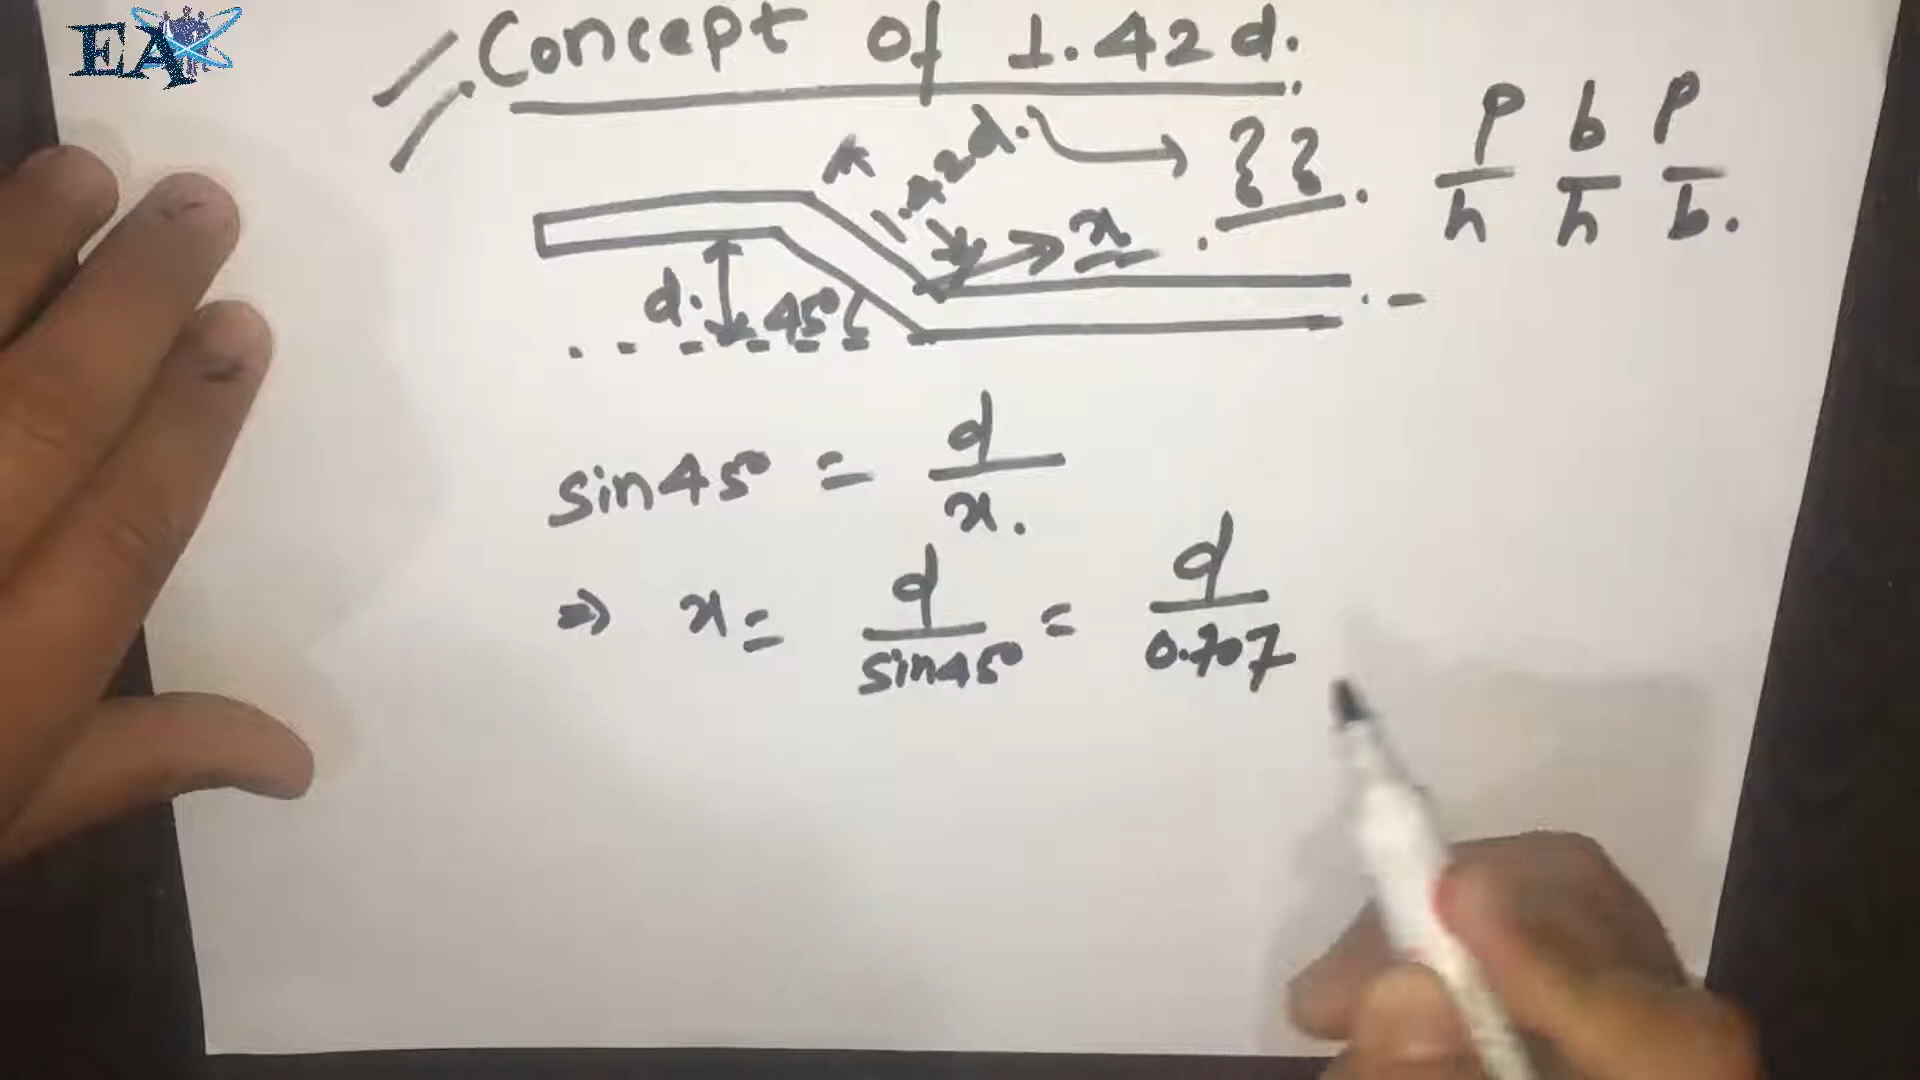 EA
Concept of 1.42d.
1.42d. → ??.
x
d. 45°
p/h b/h p/b.
sin45° = d/x.
⇒ x = d/sin45° = d/0.707